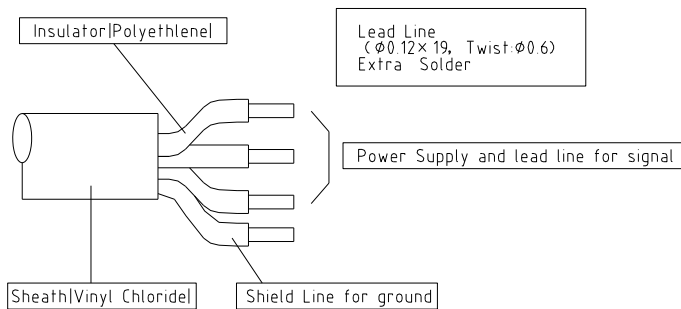 Insulator|Polyethlene|
Lead Line
(Φ0.12×19, Twist:Φ0.6)
Extra Solder
Power Supply and lead line for signal
Sheath|Vinyl Chloride|
Shield Line for ground